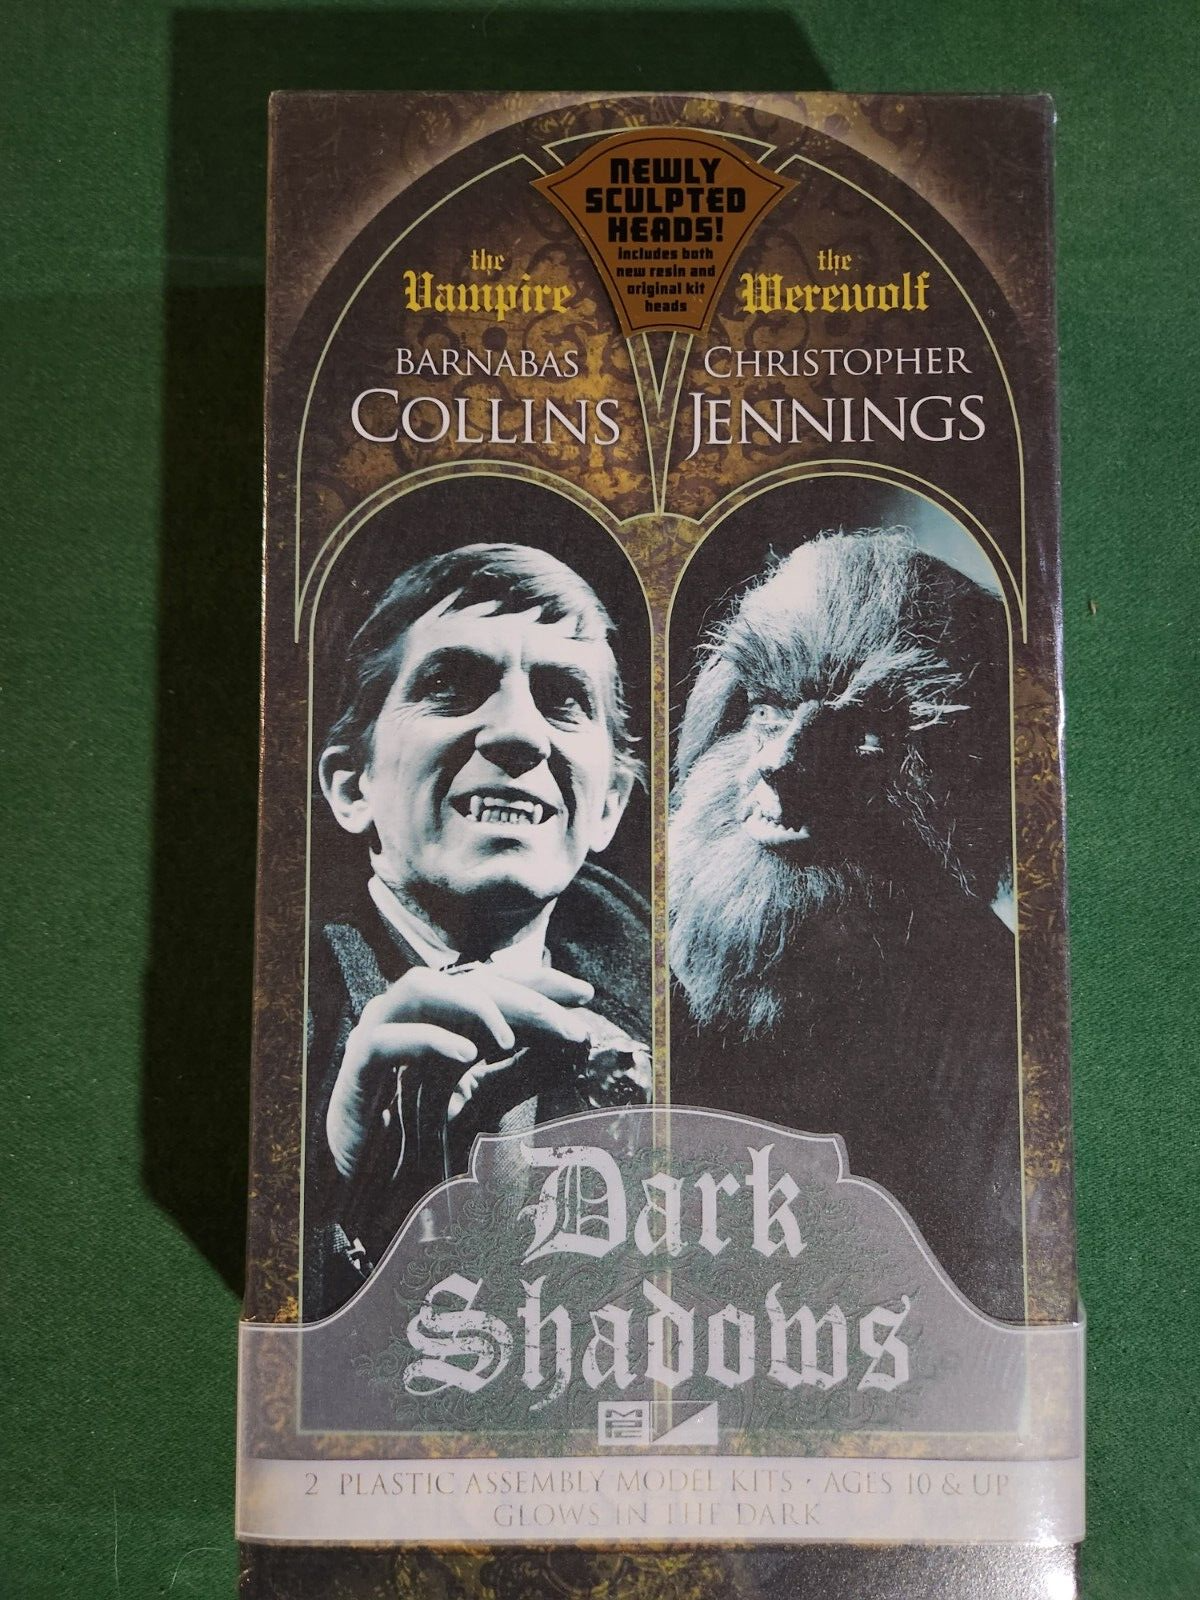 NEWLY
SCULPTED
HEADS!
includes both
new resin and
original kit
heads
the
Vampire
BARNABAS
COLLINS
the
Werewolf
CHRISTOPHER
JENNINGS
Dark
Shadows
MPC
2 PLASTIC ASSEMBLY MODEL KITS · AGES 10 & UP
GLOWS IN THE DARK